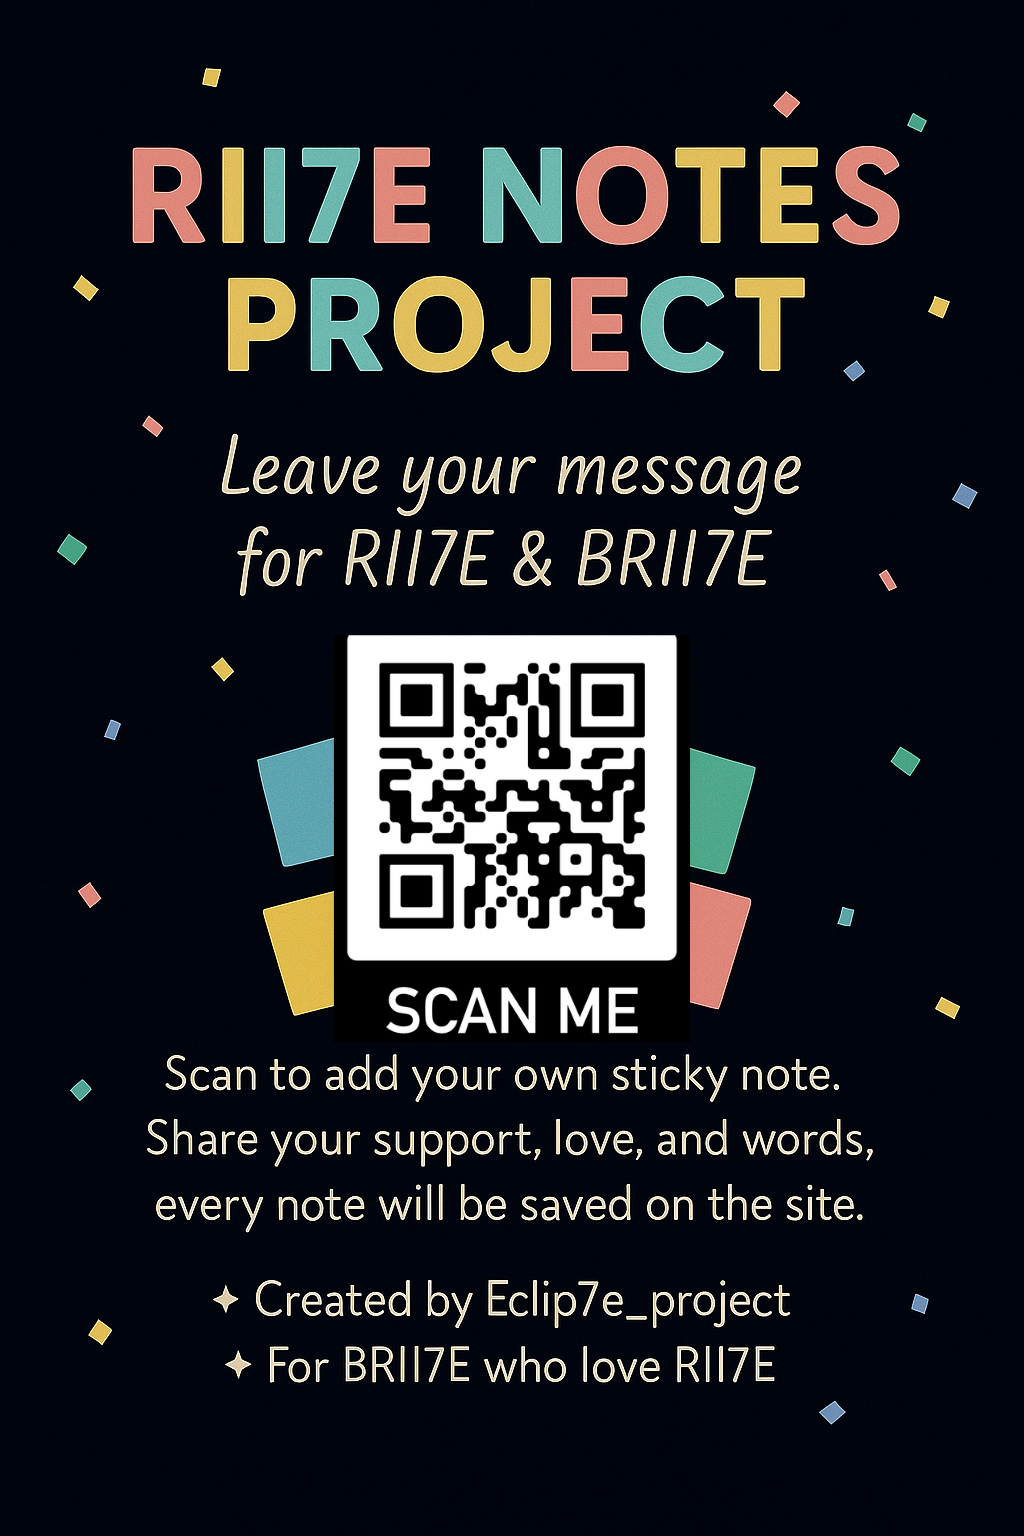 RII7E NOTES
PROJECT
Leave your message
for RII7E & BRII7E
SCAN ME
Scan to add your own sticky note.
Share your support, love, and words,
every note will be saved on the site.
✦ Created by Eclip7e_project
✦ For BRII7E who love RII7E